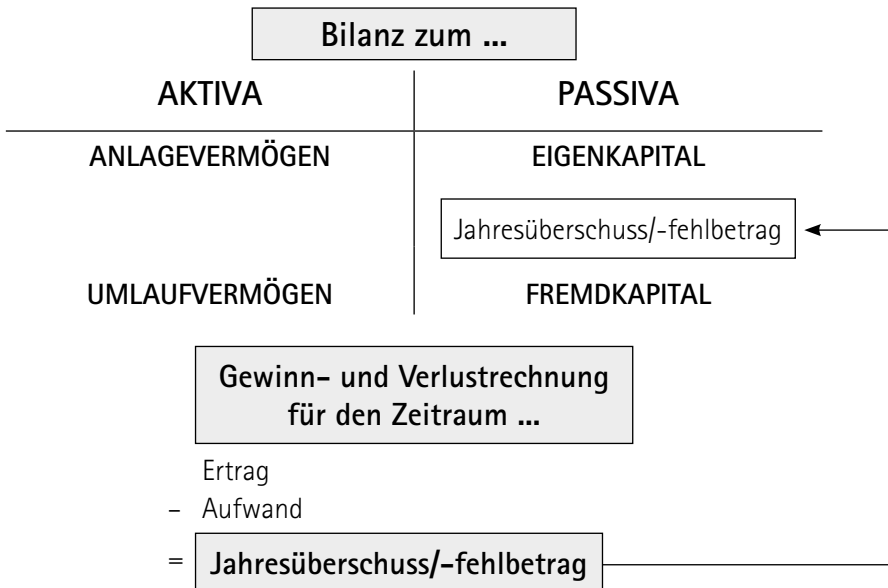 Bilanz zum ...
AKTIVA PASSIVA
ANLAGEVERMÖGEN EIGENKAPITAL
Jahresüberschuss/-fehlbetrag
UMLAUFVERMÖGEN FREMDKAPITAL
Gewinn- und Verlustrechnung
für den Zeitraum ...
Ertrag
– Aufwand
= Jahresüberschuss/-fehlbetrag